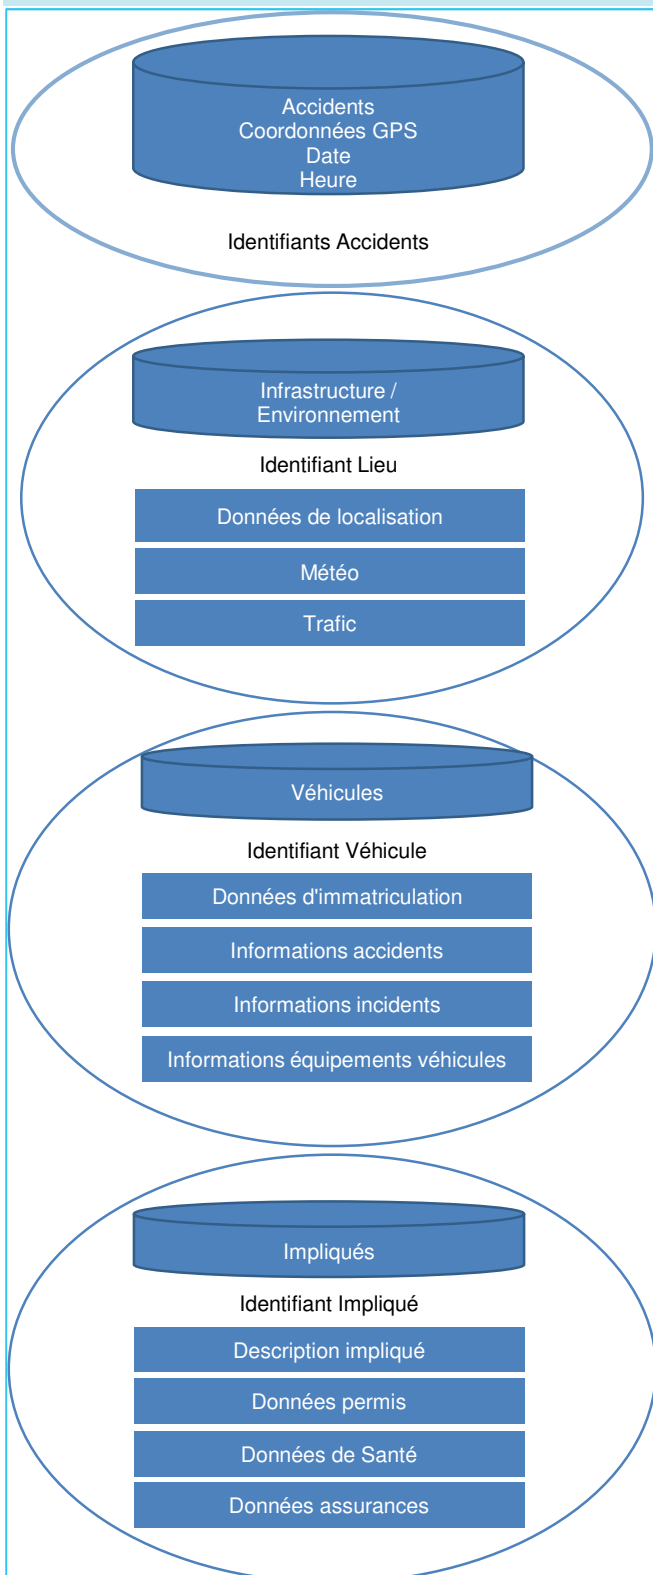 Accidents
Coordonnées GPS
Date
Heure
Identifiants Accidents
Infrastructure /
Environnement
Identifiant Lieu
Données de localisation
Météo
Trafic
Véhicules
Identifiant Véhicule
Données d'immatriculation
Informations accidents
Informations incidents
Informations équipements véhicules
Impliqués
Identifiant Impliqué
Description impliqué
Données permis
Données de Santé
Données assurances